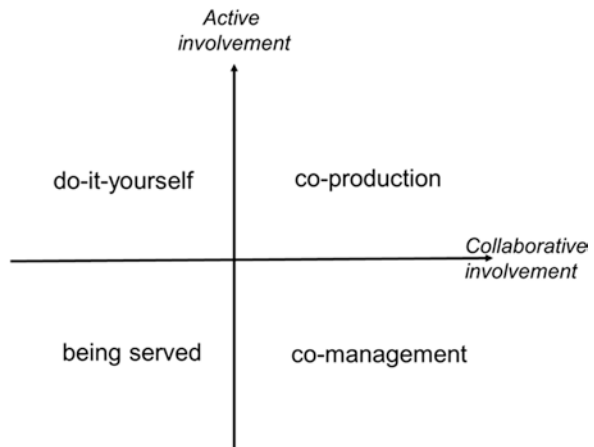 Active
involvement
do-it-yourself
co-production
Collaborative
involvement
being served
co-management